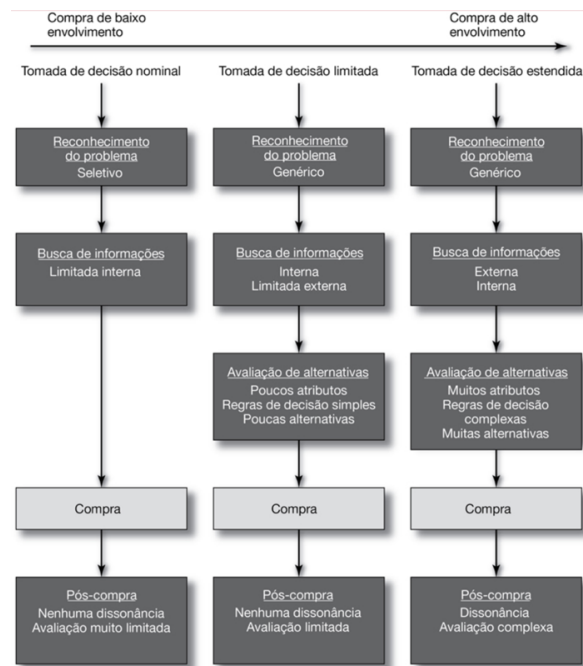 Compra de baixo
envolvimento
Compra de alto
envolvimento
Tomada de decisão nominal
Tomada de decisão limitada
Tomada de decisão estendida
Reconhecimento
do problema
Seletivo
Reconhecimento
do problema
Genérico
Reconhecimento
do problema
Genérico
Busca de informações
Limitada interna
Busca de informações
Interna
Limitada externa
Busca de informações
Externa
Interna
Avaliação de alternativas
Poucos atributos
Regras de decisão simples
Poucas alternativas
Avaliação de alternativas
Muitos atributos
Regras de decisão
complexas
Muitas alternativas
Compra
Compra
Compra
Pós-compra
Nenhuma dissonância
Avaliação muito limitada
Pós-compra
Nenhuma dissonância
Avaliação limitada
Pós-compra
Dissonância
Avaliação complexa